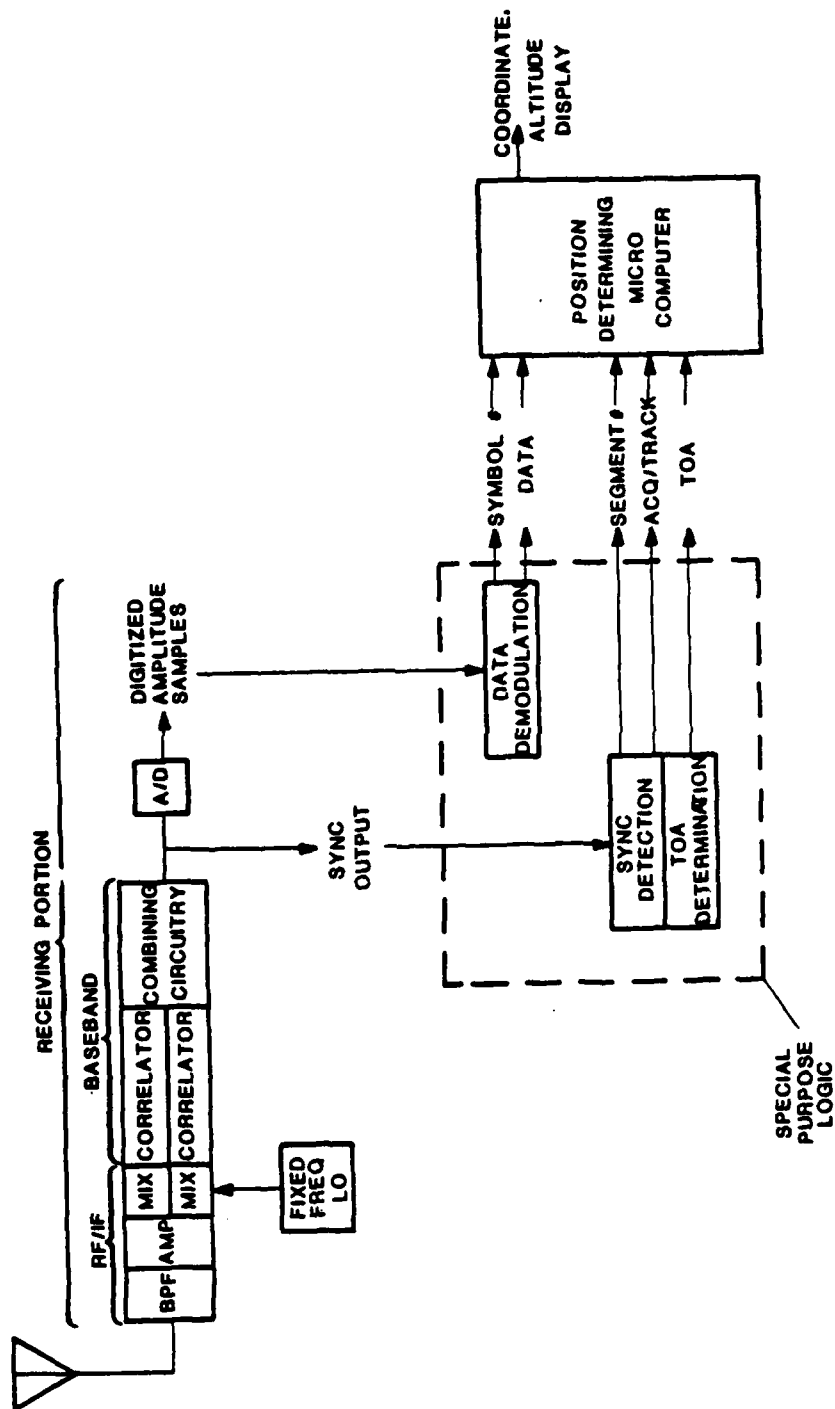 RECEIVING PORTION
RF/IF
BASEBAND
BPF
AMP
MIX
MIX
CORRELATOR
CORRELATOR
COMBINING
CIRCUITRY
A/D
DIGITIZED
AMPLITUDE
SAMPLES
FIXED
FREQ
LO
SYNC
OUTPUT
DATA
DEMODULATION
SYNC
DETECTION
TOA
DETERMINATION
SPECIAL
PURPOSE
LOGIC
SYMBOL #
DATA
SEGMENT #
ACQ/TRACK
TOA
POSITION
DETERMINING
MICRO
COMPUTER
COORDINATE.
ALTITUDE
DISPLAY